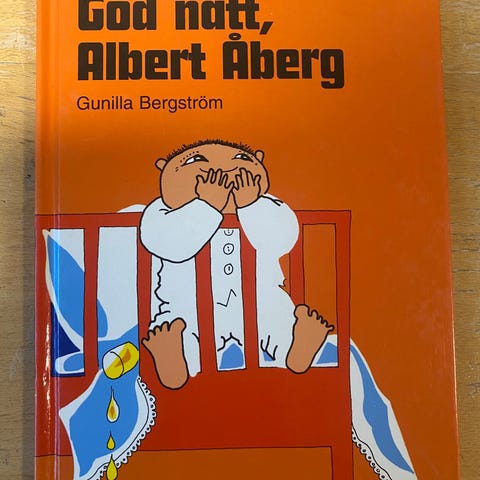 God natt,
Albert Åberg
Gunilla Bergström